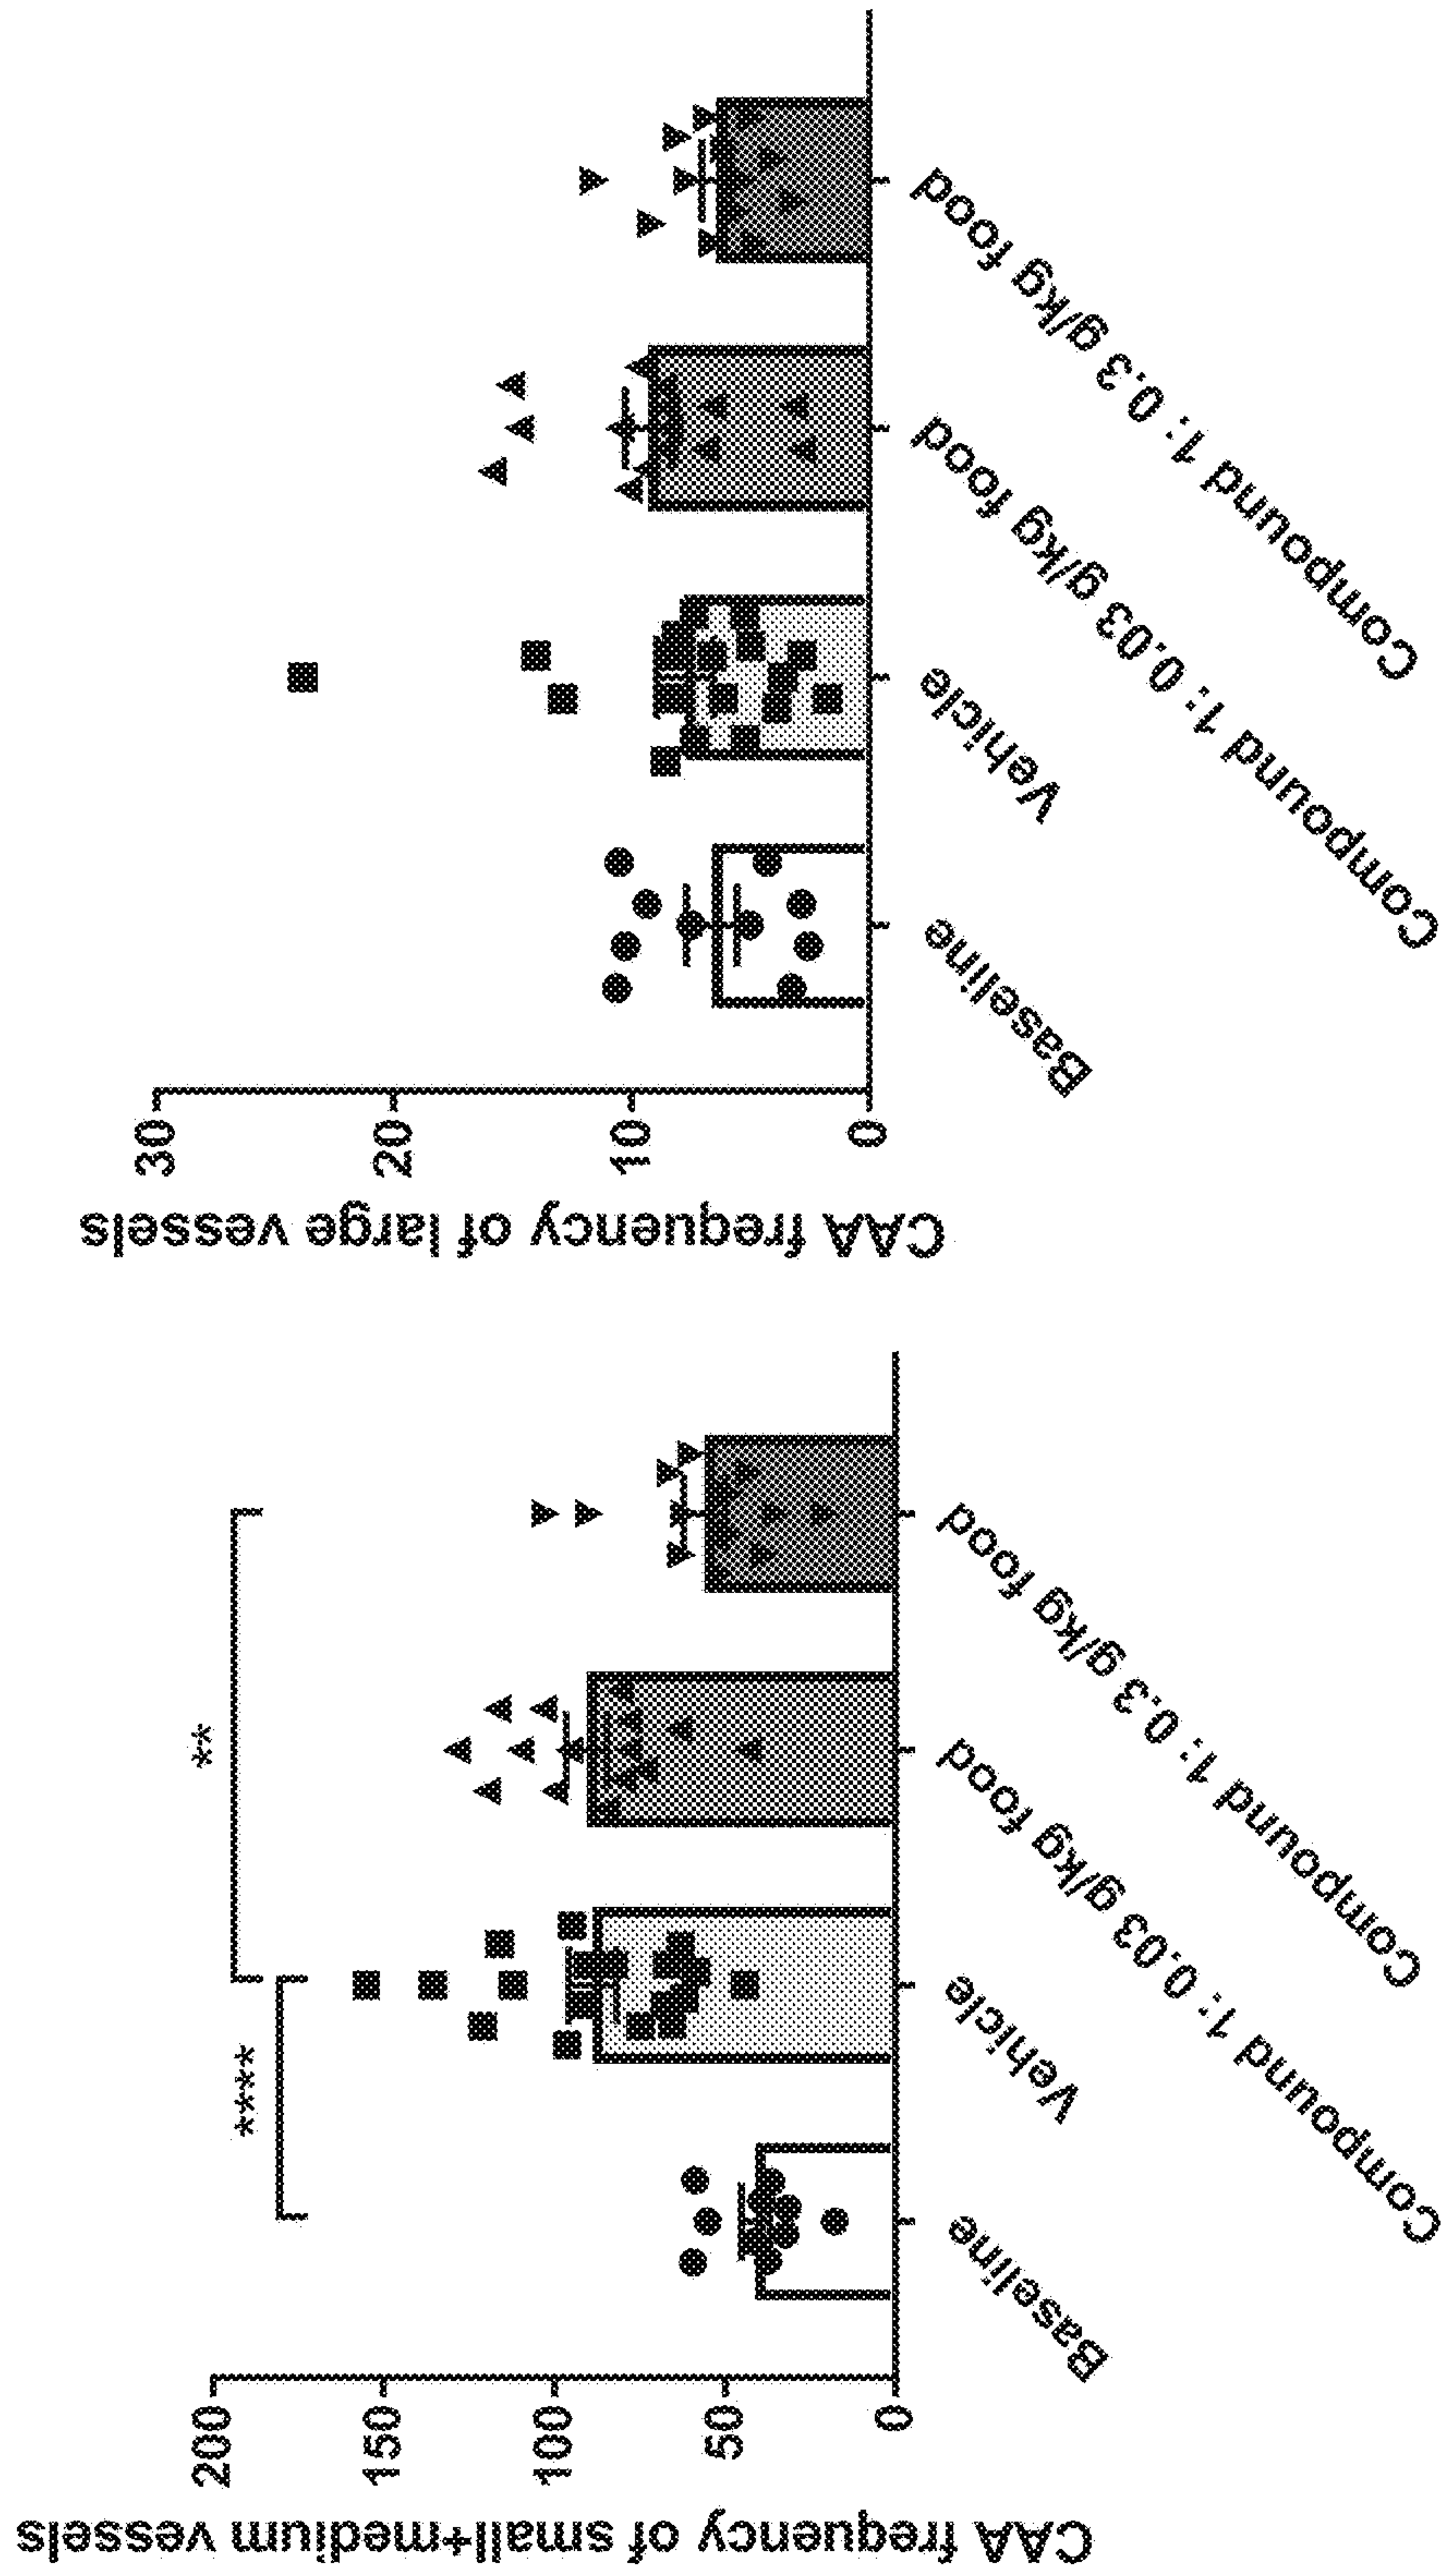 CAA frequency of small+medium vessels
200
150
100
50
0
****
**
Baseline
Vehicle
Compound 1: 0.03 g/kg food
Compound 1: 0.3 g/kg food
CAA frequency of large vessels
30
20
10
0
Baseline
Vehicle
Compound 1: 0.03 g/kg food
Compound 1: 0.3 g/kg food